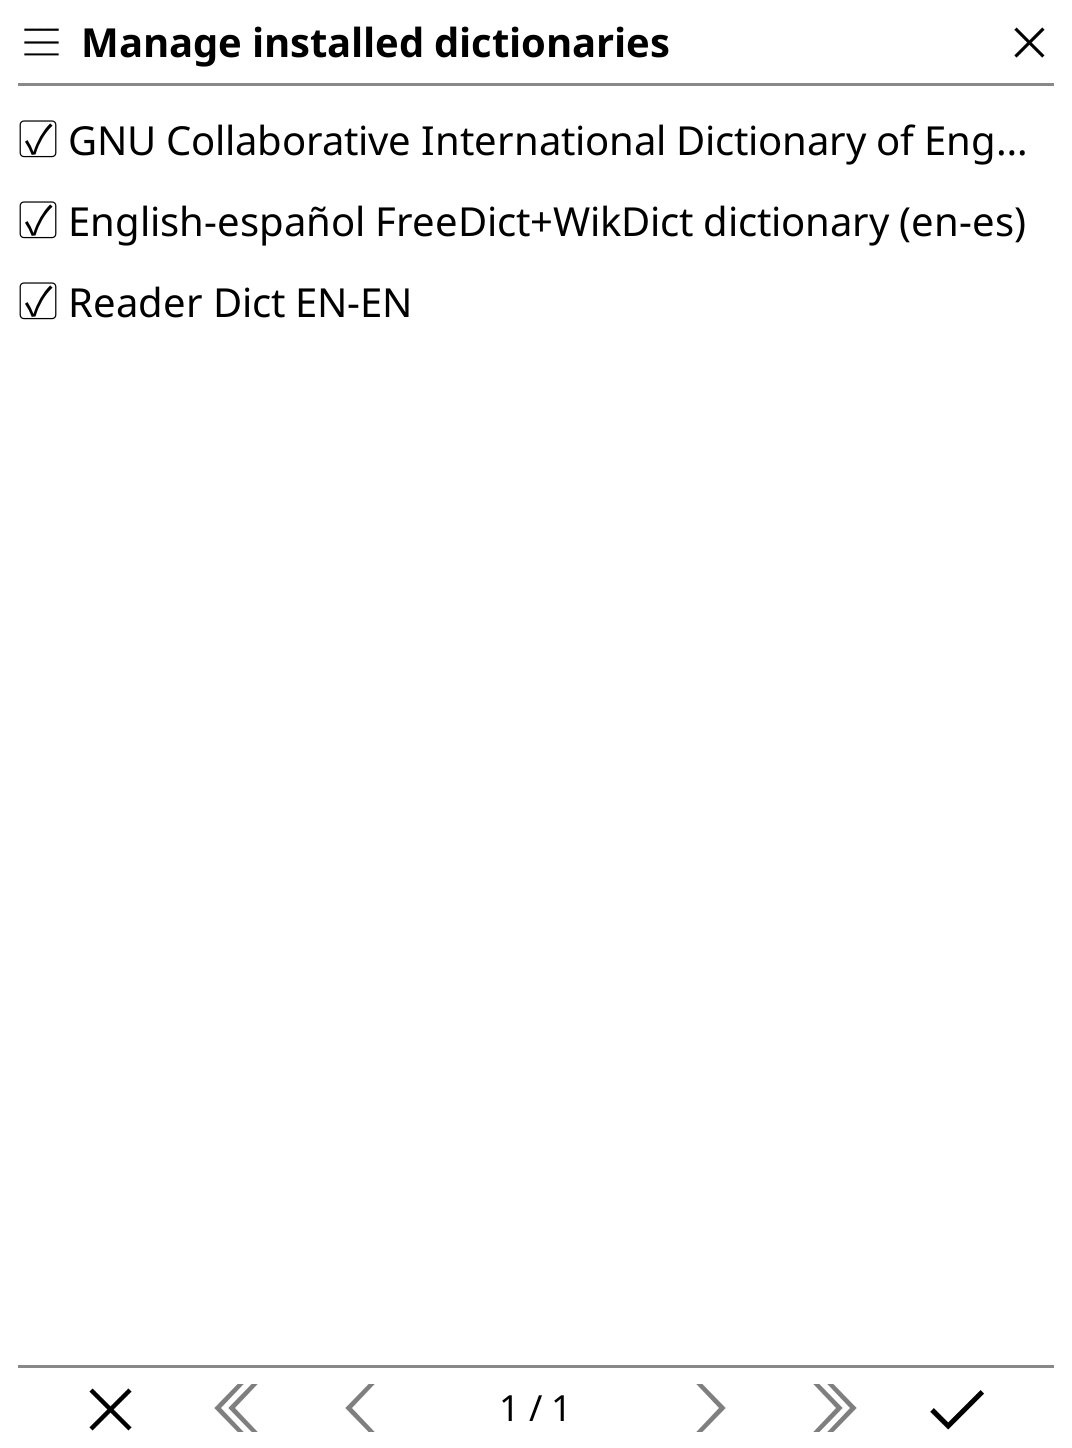 Manage installed dictionaries
GNU Collaborative International Dictionary of Eng...
English-español FreeDict+WikDict dictionary (en-es)
Reader Dict EN-EN
1 / 1